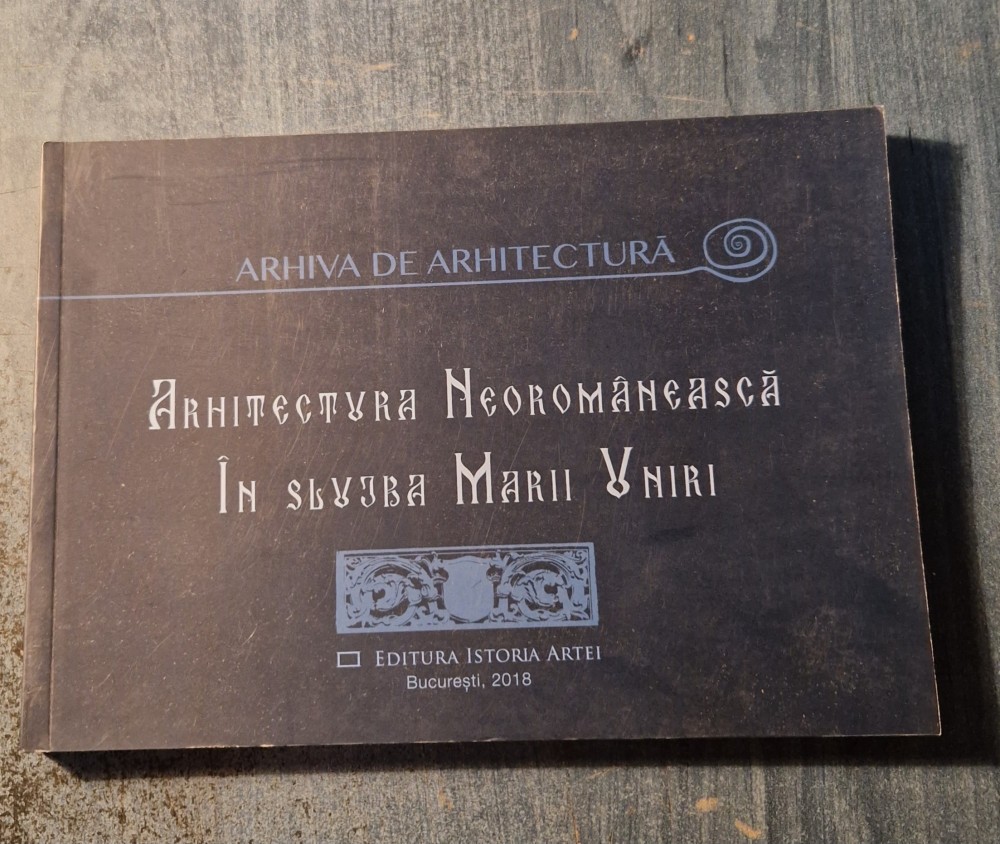 ARHIVA DE ARHITECTURĂ
ARHITECTURA NEOROMÂNEASCĂ
ÎN SLUJBA MARII UNIRI
EDITURA ISTORIA ARTEI
București, 2018